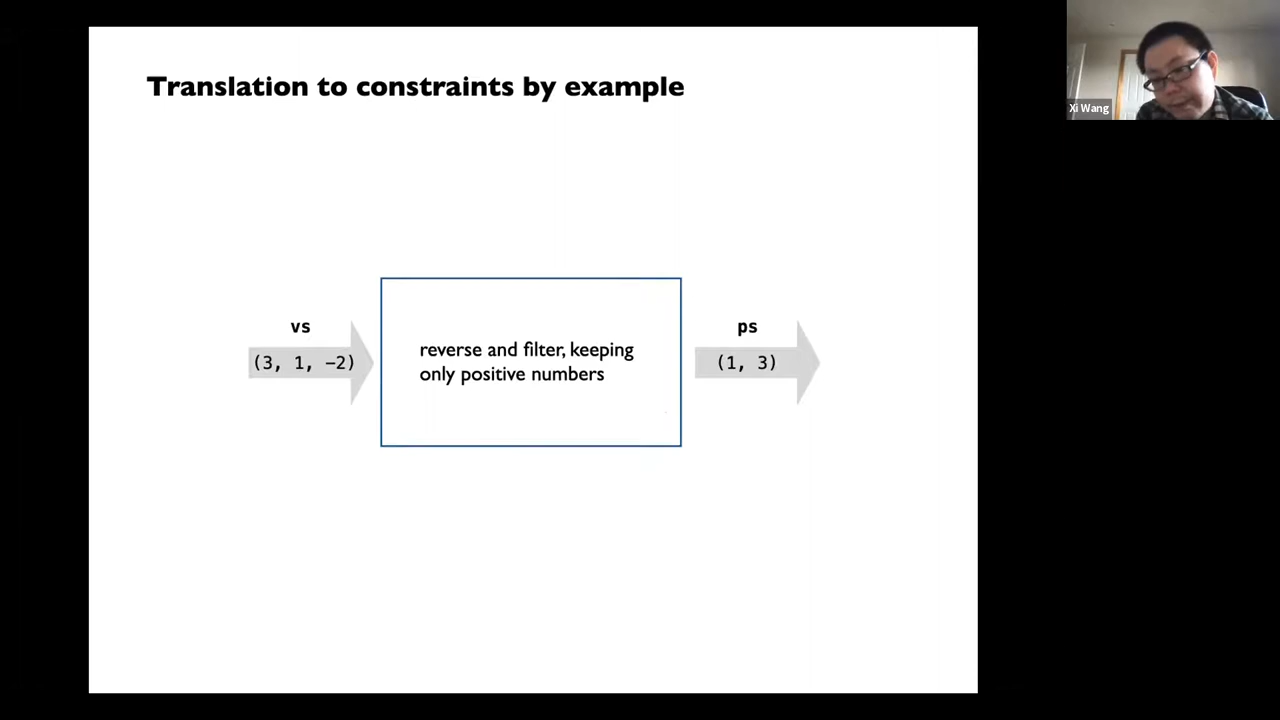 Translation to constraints by example
Xi Wang
vs
(3, 1, −2)
reverse and filter, keeping
only positive numbers
ps
(1, 3)